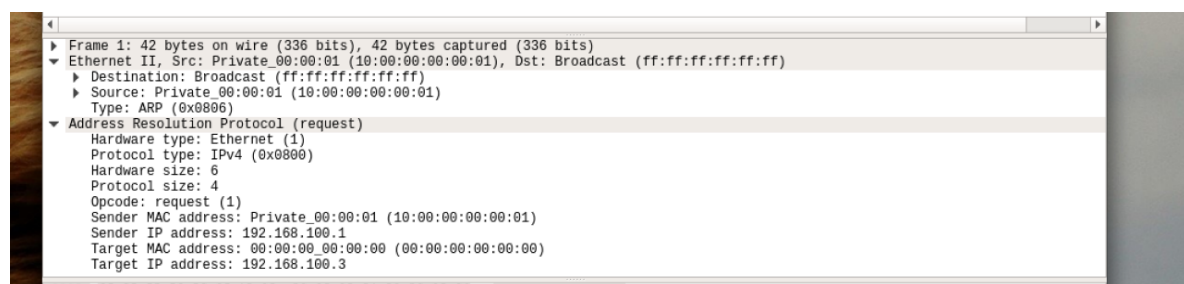 Frame 1: 42 bytes on wire (336 bits), 42 bytes captured (336 bits)
Ethernet II, Src: Private_00:00:01 (10:00:00:00:00:01), Dst: Broadcast (ff:ff:ff:ff:ff:ff)
Destination: Broadcast (ff:ff:ff:ff:ff:ff)
Source: Private_00:00:01 (10:00:00:00:00:01)
Type: ARP (0x0806)
Address Resolution Protocol (request)
Hardware type: Ethernet (1)
Protocol type: IPv4 (0x0800)
Hardware size: 6
Protocol size: 4
Opcode: request (1)
Sender MAC address: Private_00:00:01 (10:00:00:00:00:01)
Sender IP address: 192.168.100.1
Target MAC address: 00:00:00_00:00:00 (00:00:00:00:00:00)
Target IP address: 192.168.100.3